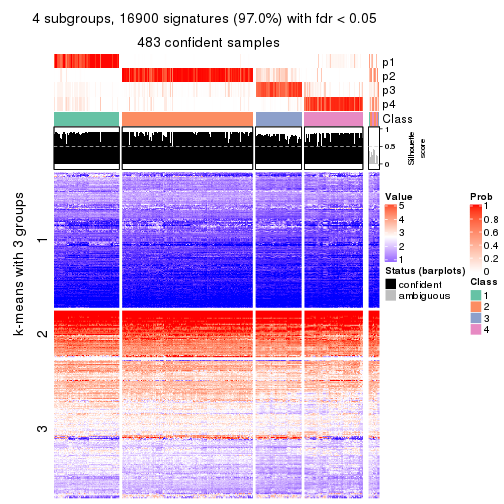 4 subgroups, 16900 signatures (97.0%) with fdr < 0.05
483 confident samples
p1
p2
p3
p4
Class
1
0.5
0
Silhouette
score
k-means with 3 groups
1
2
3
Value
5
4
3
2
1
Status (barplots)
confident
ambiguous
Prob
1
0.8
0.6
0.4
0.2
0
Class
1
2
3
4